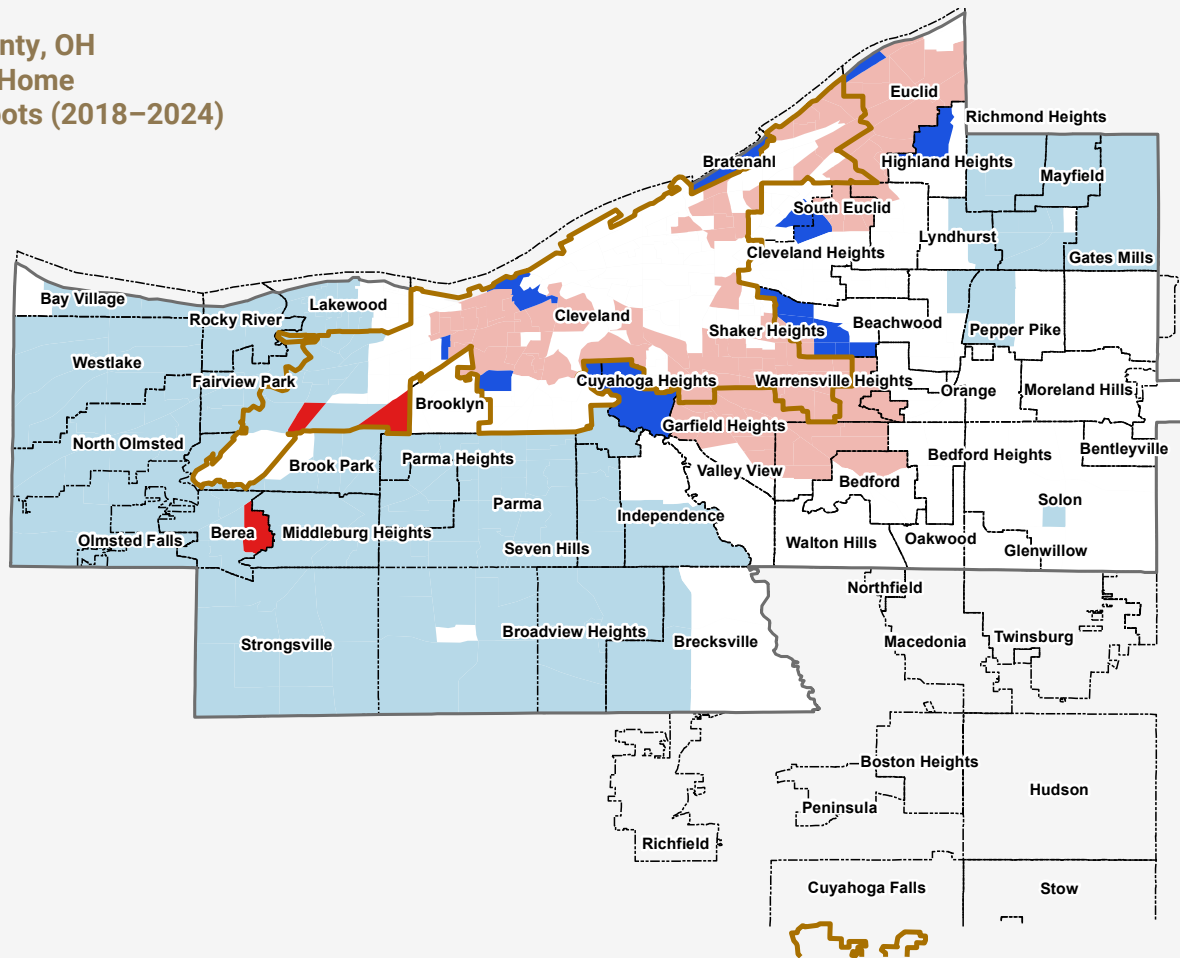 nty, OH
Home
ots (2018–2024)
Euclid
Richmond Heights
Bratenahl
Highland Heights
Mayfield
South Euclid
Lyndhurst
Cleveland Heights
Gates Mills
Bay Village
Lakewood
Rocky River
Cleveland
Shaker Heights
Beachwood
Pepper Pike
Westlake
Fairview Park
Cuyahoga Heights
Warrensville Heights
Orange
Moreland Hills
Brooklyn
Garfield Heights
North Olmsted
Brook Park
Parma Heights
Valley View
Bedford Heights
Bentleyville
Bedford
Parma
Independence
Solon
Olmsted Falls
Berea
Middleburg Heights
Seven Hills
Walton Hills
Oakwood
Glenwillow
Northfield
Strongsville
Broadview Heights
Brecksville
Macedonia
Twinsburg
Boston Heights
Hudson
Peninsula
Richfield
Cuyahoga Falls
Stow